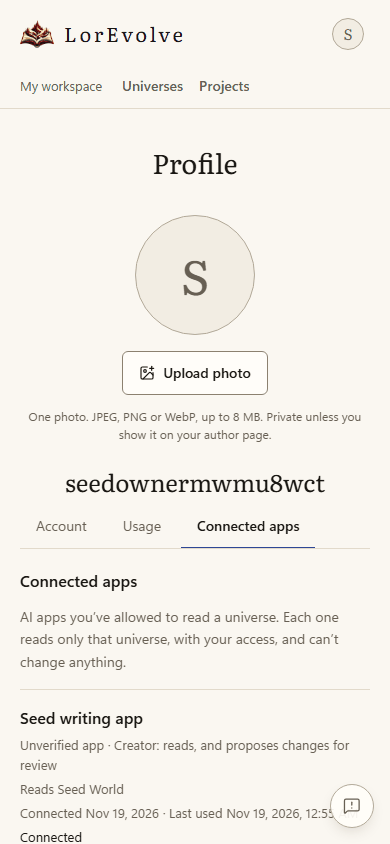 LorEvolve
S
My workspace Universes Projects
Profile
S
Upload photo
One photo. JPEG, PNG or WebP, up to 8 MB. Private unless you
show it on your author page.
seedownermwmu8wct
Account Usage Connected apps
Connected apps
AI apps you’ve allowed to read a universe. Each one
reads only that universe, with your access, and can’t
change anything.
Seed writing app
Unverified app · Creator: reads, and proposes changes for
review
Reads Seed World
Connected Nov 19, 2026 · Last used Nov 19, 2026,
Connected